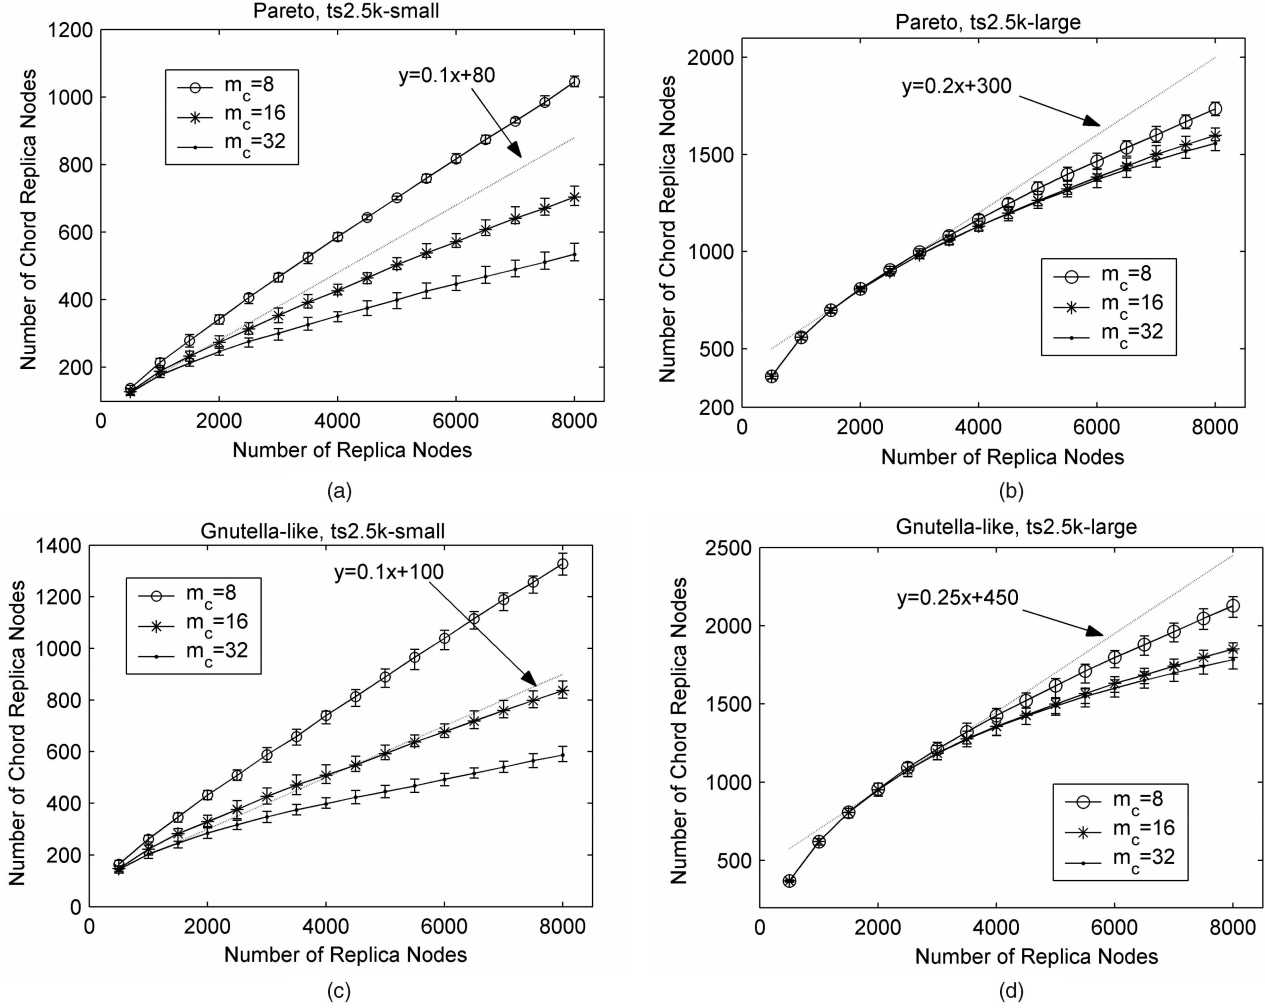 Pareto, ts2.5k-small
1200
1000
800
600
400
200
0
2000
4000
6000
8000
Number of Chord Replica Nodes
Number of Replica Nodes
m_c=8
m_c=16
m_c=32
y=0.1x+80
(a)
Pareto, ts2.5k-large
2000
1500
1000
500
200
0
2000
4000
6000
8000
Number of Chord Replica Nodes
Number of Replica Nodes
y=0.2x+300
m_c=8
m_c=16
m_c=32
(b)
Gnutella-like, ts2.5k-small
1400
1200
1000
800
600
400
200
0
0
2000
4000
6000
8000
Number of Chord Replica Nodes
Number of Replica Nodes
m_c=8
m_c=16
m_c=32
y=0.1x+100
(c)
Gnutella-like, ts2.5k-large
2500
2000
1500
1000
500
0
2000
4000
6000
8000
Number of Chord Replica Nodes
Number of Replica Nodes
y=0.25x+450
m_c=8
m_c=16
m_c=32
(d)